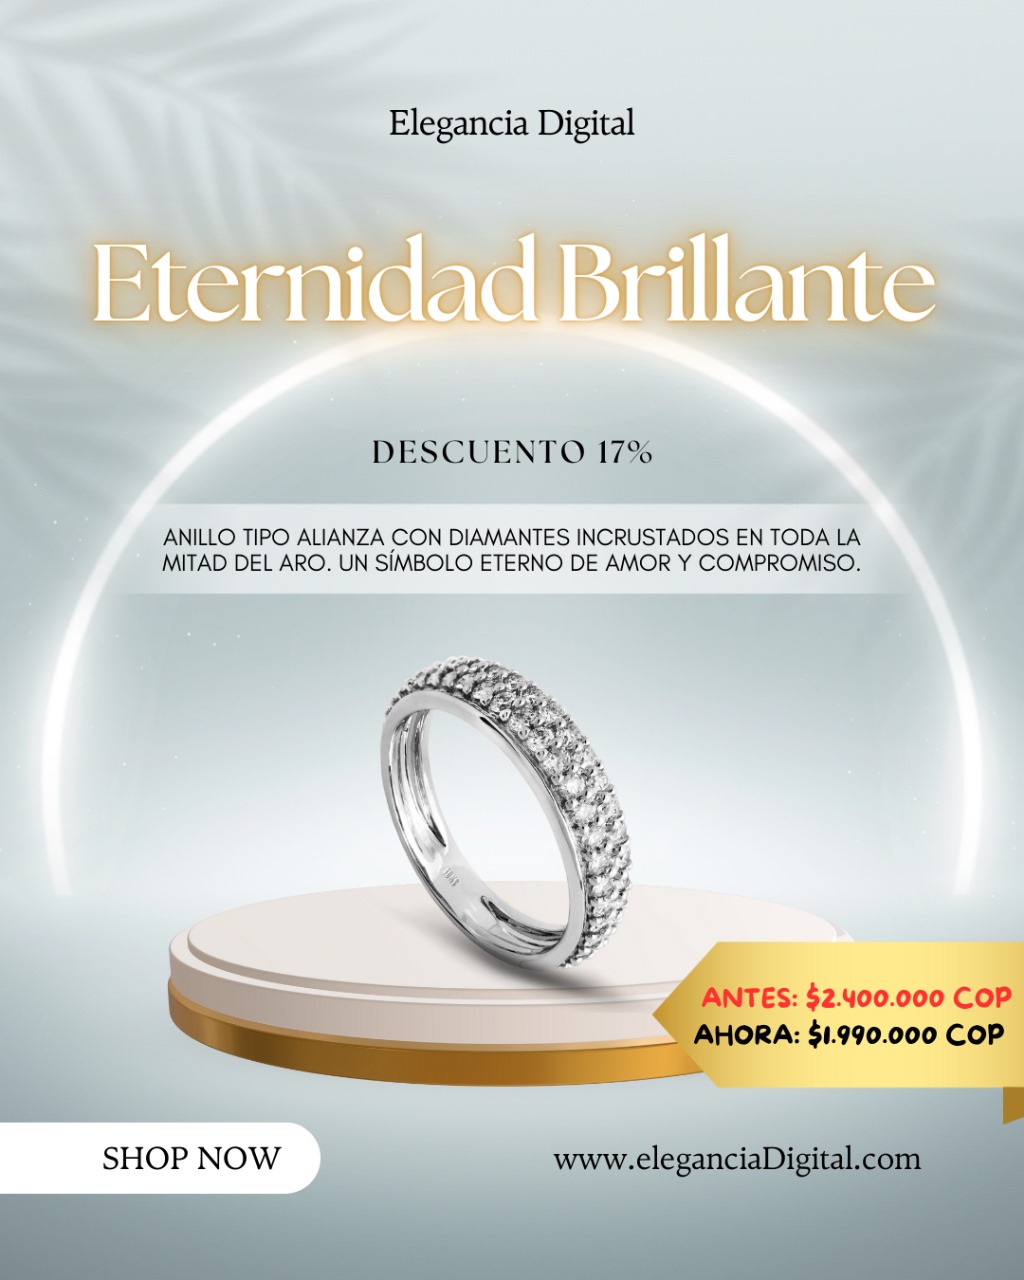 Elegancia Digital
Eternidad Brillante
DESCUENTO 17%
ANILLO TIPO ALIANZA CON DIAMANTES INCRUSTADOS EN TODA LA
MITAD DEL ARO. UN SÍMBOLO ETERNO DE AMOR Y COMPROMISO.
ANTES: $2.400.000 COP
AHORA: $1.990.000 COP
SHOP NOW
www.eleganciaDigital.com